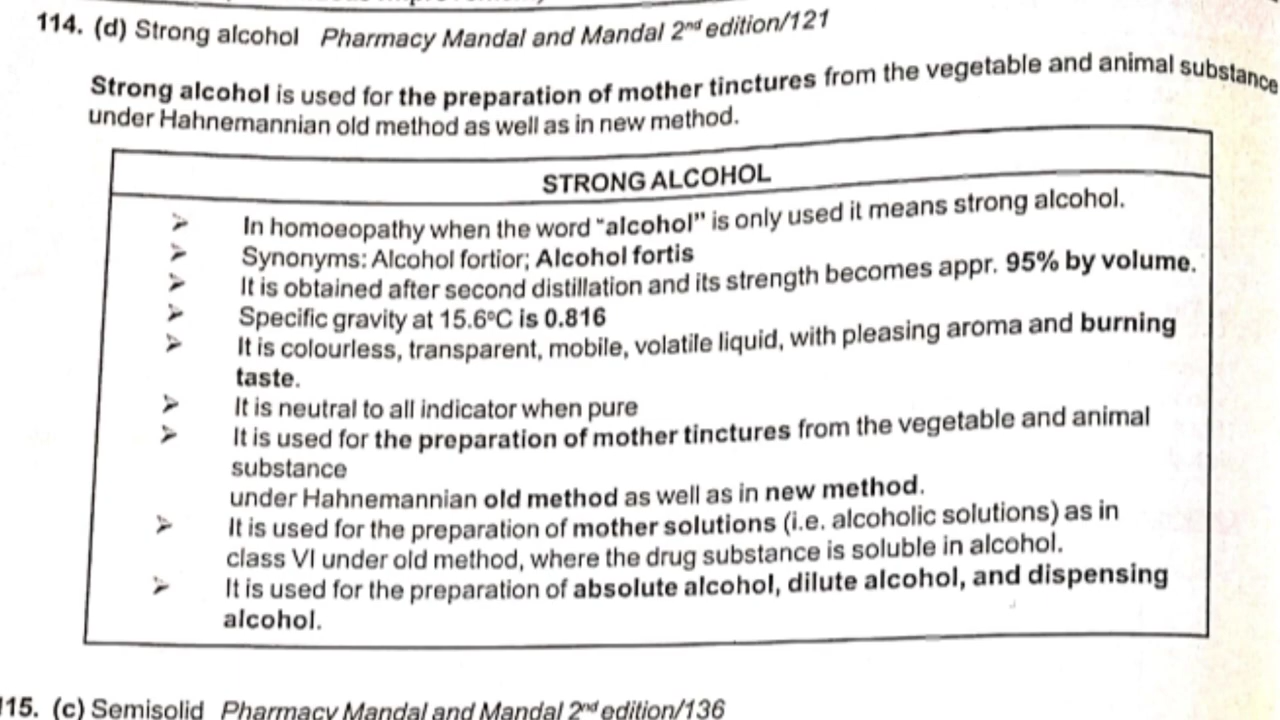 114. (d) Strong alcohol Pharmacy Mandal and Mandal 2nd edition/121
Strong alcohol is used for the preparation of mother tinctures from the vegetable and animal substance
under Hahnemannian old method as well as in new method.
STRONG ALCOHOL
➢ In homoeopathy when the word “alcohol” is only used it means strong alcohol.
➢ Synonyms: Alcohol fortior; Alcohol fortis
➢ It is obtained after second distillation and its strength becomes appr. 95% by volume.
➢ Specific gravity at 15.6ºC is 0.816
➢ It is colourless, transparent, mobile, volatile liquid, with pleasing aroma and burning
taste.
➢ It is neutral to all indicator when pure
➢ It is used for the preparation of mother tinctures from the vegetable and animal
substance
under Hahnemannian old method as well as in new method.
➢ It is used for the preparation of mother solutions (i.e. alcoholic solutions) as in
class VI under old method, where the drug substance is soluble in alcohol.
➢ It is used for the preparation of absolute alcohol, dilute alcohol, and dispensing
alcohol.
115. (c) Semisolid Pharmacy Mandal and Mandal 2nd edition/136